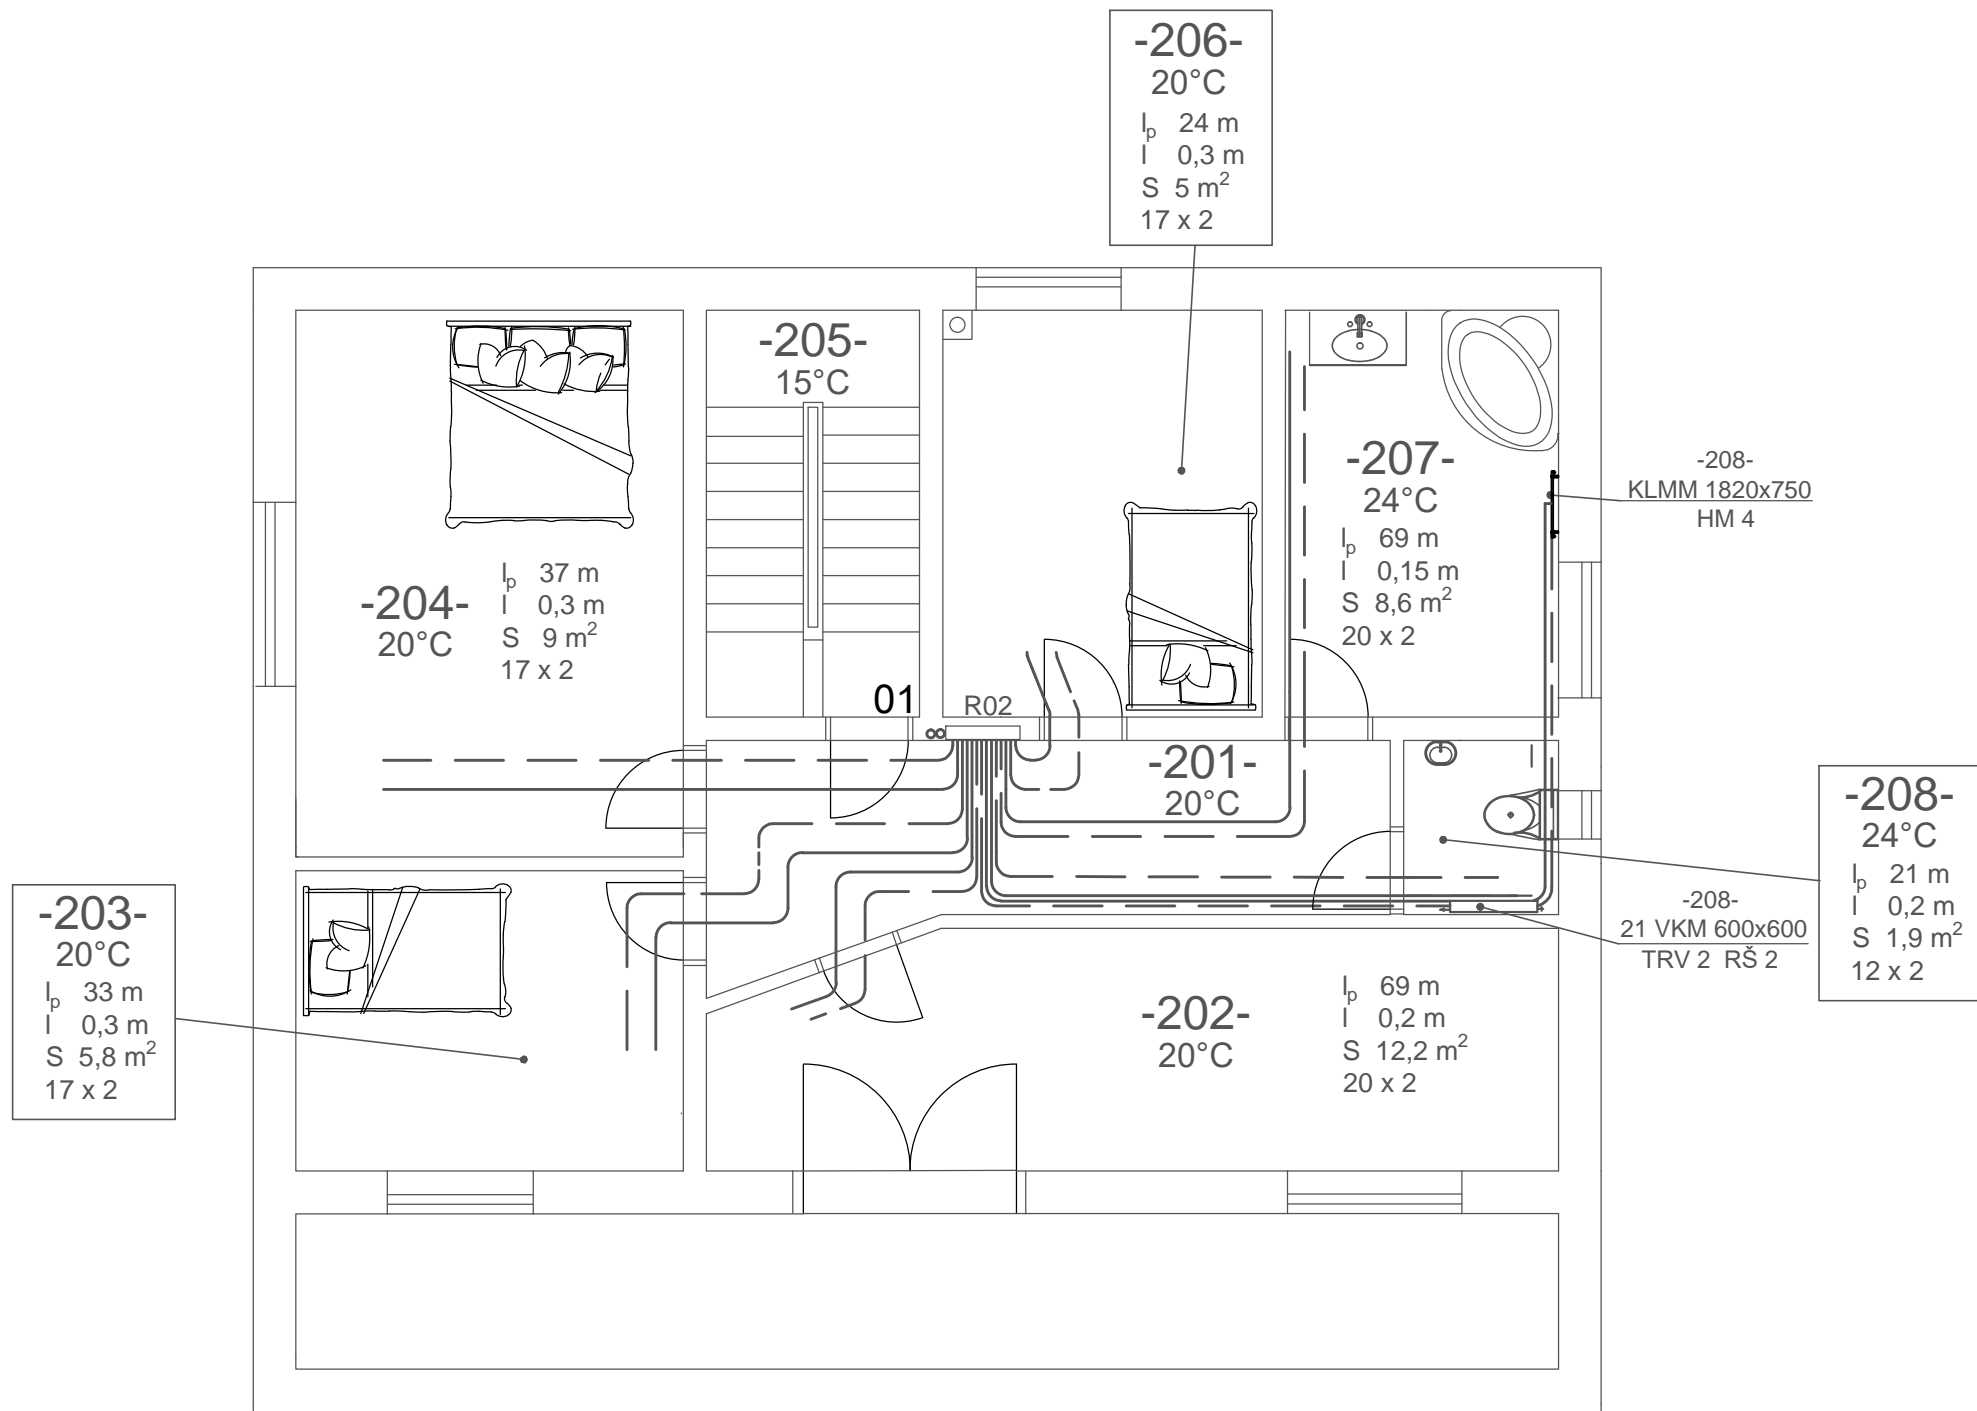 -206-
20°C
lp 24 m
l 0,3 m
S 5 m²
17 x 2
-205-
15°C
-207-
24°C
lp 69 m
l 0,15 m
S 8,6 m²
20 x 2
-208-
KLMM 1820x750
HM 4
-204-
20°C
lp 37 m
l 0,3 m
S 9 m²
17 x 2
01
R02
-201-
20°C
-208-
24°C
lp 21 m
l 0,2 m
S 1,9 m²
12 x 2
-208-
21 VKM 600x600
TRV 2 RŠ 2
-203-
20°C
lp 33 m
l 0,3 m
S 5,8 m²
17 x 2
-202-
20°C
lp 69 m
l 0,2 m
S 12,2 m²
20 x 2